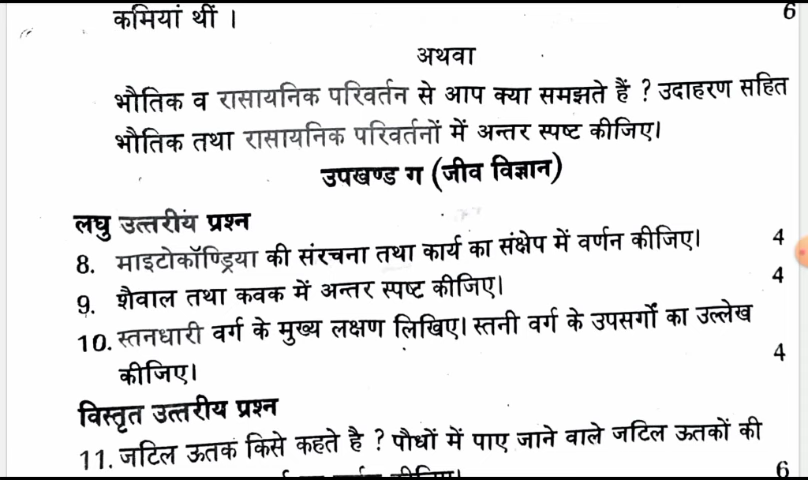 कमियां थीं । 6
अथवा
भौतिक व रासायनिक परिवर्तन से आप क्या समझते हैं ? उदाहरण सहित
भौतिक तथा रासायनिक परिवर्तनों में अन्तर स्पष्ट कीजिए।
उपखण्ड ग (जीव विज्ञान)
लघु उत्तरीय प्रश्न
8. माइटोकॉण्ड्रिया की संरचना तथा कार्य का संक्षेप में वर्णन कीजिए। 4
9. शैवाल तथा कवक में अन्तर स्पष्ट कीजिए। 4
10. स्तनधारी वर्ग के मुख्य लक्षण लिखिए। स्तनी वर्ग के उपसर्गों का उल्लेख
कीजिए। 4
विस्तृत उत्तरीय प्रश्न
11. जटिल ऊतक किसे कहते है ? पौधों में पाए जाने वाले जटिल ऊतकों की
6